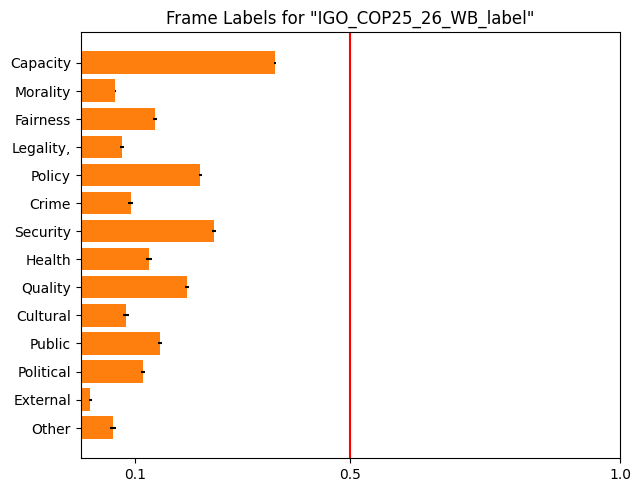 Frame Labels for "IGO_COP25_26_WB_label"
Capacity
Morality
Fairness
Legality,
Policy
Crime
Security
Health
Quality
Cultural
Public
Political
External
Other
0.1 0.5 1.0